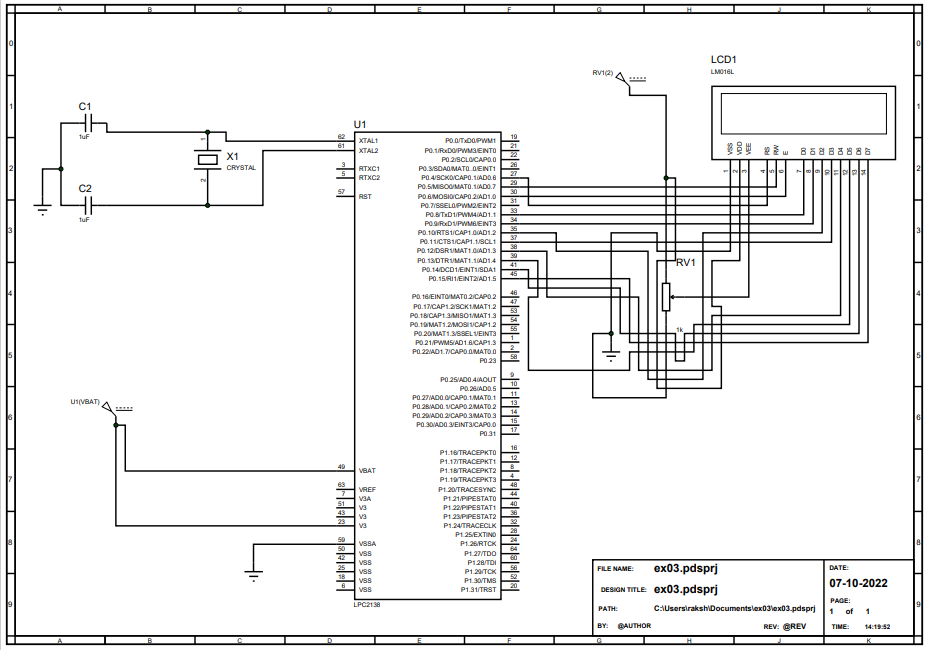 A B C D E F G H J K
0 0
1 1
2 2
3 3
4 4
5 5
6 6
7 7
8 8
9 9
C1
1uF
C2
1uF
X1
CRYSTAL
1
2
U1
62 XTAL1
61 XTAL2
3 RTXC1
5 RTXC2
57 RST
49 VBAT
63 VREF
7 V3A
51 V3
43 V3
23 V3
59 VSSA
50 VSS
42 VSS
25 VSS
18 VSS
6 VSS
LPC2138
P0.0/TxD0/PWM1 19
P0.1/RxD0/PWM3/EINT0 21
P0.2/SCL0/CAP0.0 22
P0.3/SDA0/MAT0..0/EINT1 26
P0.4/SCK0/CAP0.1/AD0.6 27
P0.5/MISO0/MAT0.1/AD0.7 29
P0.6/MOSI0/CAP0.2/AD1.0 30
P0.7/SSEL0/PWM2/EINT2 31
P0.8/TxD1/PWM4/AD1.1 33
P0.9/RxD1/PWM6/EINT3 34
P0.10/RTS1/CAP1.0/AD1.2 35
P0.11/CTS1/CAP1.1/SCL1 37
P0.12/DSR1/MAT1.0/AD1.3 38
P0.13/DTR1/MAT1.1/AD1.4 39
P0.14/DCD1/EINT1/SDA1 41
P0.15/RI1/EINT2/AD1.5 45
P0.16/EINT0/MAT0.2/CAP0.2 46
P0.17/CAP1.2/SCK1/MAT1.2 47
P0.18/CAP1.3/MISO1/MAT1.3 53
P0.19/MAT1.2/MOSI1/CAP1.2 54
P0.20/MAT1.3/SSEL1/EINT3 55
P0.21/PWM5/AD1.6/CAP1.3 1
P0.22/AD1.7/CAP0.0/MAT0.0 2
P0.23 58
P0.25/AD0.4/AOUT 9
P0.26/AD0.5 10
P0.27/AD0.0/CAP0.1/MAT0.1 11
P0.28/AD0.1/CAP0.2/MAT0.2 13
P0.29/AD0.2/CAP0.3/MAT0.3 14
P0.30/AD0.3/EINT3/CAP0.0 15
P0.31 17
P1.16/TRACEPKT0 16
P1.17/TRACEPKT1 12
P1.18/TRACEPKT2 8
P1.19/TRACEPKT3 4
P1.20/TRACESYNC 48
P1.21/PIPESTAT0 44
P1.22/PIPESTAT1 40
P1.23/PIPESTAT2 36
P1.24/TRACECLK 32
P1.25/EXTIN0 28
P1.26/RTCK 24
P1.27/TDO 64
P1.28/TDI 60
P1.29/TCK 56
P1.30/TMS 52
P1.31/TRST 20
U1(VBAT)
RV1(2)
RV1
1k
LCD1
LM016L
VSS VDD VEE RS RW E D0 D1 D2 D3 D4 D5 D6 D7
1 2 3 4 5 6 7 8 9 10 11 12 13 14
FILE NAME: ex03.pdsprj
DESIGN TITLE: ex03.pdsprj
PATH: C:\Users\raksh\Documents\ex03\ex03.pdsprj
BY: @AUTHOR REV: @REV
DATE:
07-10-2022
PAGE:
1 of 1
TIME: 14:19:52
A B C D E F G H J K